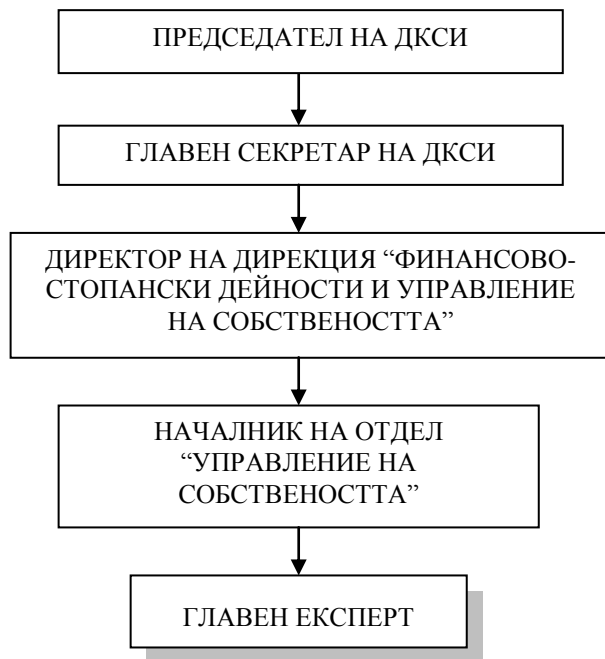 ПРЕДСЕДАТЕЛ НА ДКСИ
ГЛАВЕН СЕКРЕТАР НА ДКСИ
ДИРЕКТОР НА ДИРЕКЦИЯ “ФИНАНСОВО-
СТОПАНСКИ ДЕЙНОСТИ И УПРАВЛЕНИЕ
НА СОБСТВЕНОСТТА”
НАЧАЛНИК НА ОТДЕЛ
“УПРАВЛЕНИЕ НА
СОБСТВЕНОСТТА”
ГЛАВЕН ЕКСПЕРТ